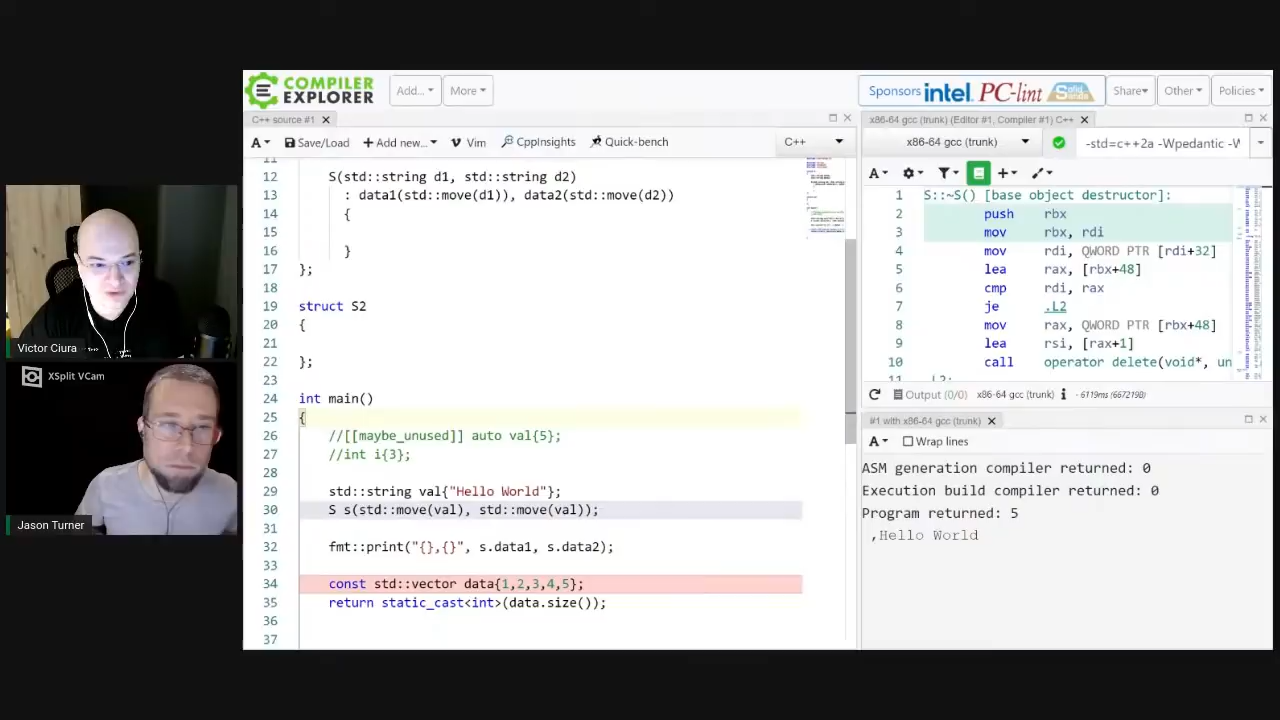 COMPILER
EXPLORER
Add...
More
Sponsors intel. PC-lint Solid Sands
Share
Other
Policies
C++ source #1
A
Save/Load
Add new...
Vim
CppInsights
Quick-bench
C++
12 S(std::string d1, std::string d2)
13 : data1(std::move(d1)), data2(std::move(d2))
14 {
15
16 }
17 };
18
19 struct S2
20 {
21
22 };
23
24 int main()
25 {
26 //[[maybe_unused]] auto val{5};
27 //int i{3};
28
29 std::string val{"Hello World"};
30 S s(std::move(val), std::move(val));
31
32 fmt::print("{},{}", s.data1, s.data2);
33
34 const std::vector data{1,2,3,4,5};
35 return static_cast<int>(data.size());
36
37
x86-64 gcc (trunk) (Editor #1, Compiler #1) C++
x86-64 gcc (trunk)
-std=c++2a -Wpedantic -W
A
1 S::~S() [base object destructor]:
2 push rbx
3 mov rbx, rdi
4 mov rdi, QWORD PTR [rdi+32]
5 lea rax, [rbx+48]
6 cmp rdi, rax
7 je .L2
8 mov rax, QWORD PTR [rbx+48]
9 lea rsi, [rax+1]
10 call operator delete(void*, un
11 .L2:
Output (0/0) x86-64 gcc (trunk) i - 6119ms (667219B)
#1 with x86-64 gcc (trunk)
A
Wrap lines
ASM generation compiler returned: 0
Execution build compiler returned: 0
Program returned: 5
,Hello World
Victor Ciura
XSplit VCam
Jason Turner